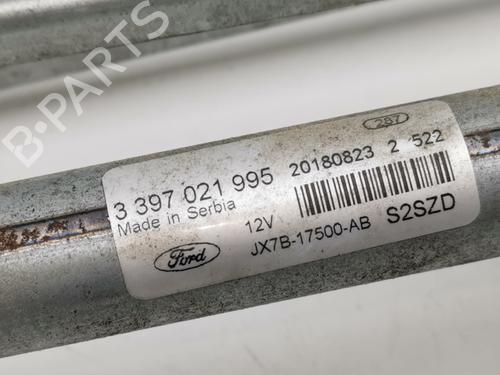 B-PARTS
287
3 397 021 995 20180823 2 522
Made in Serbia
12V
Ford JX7B-17500-AB S2SZD